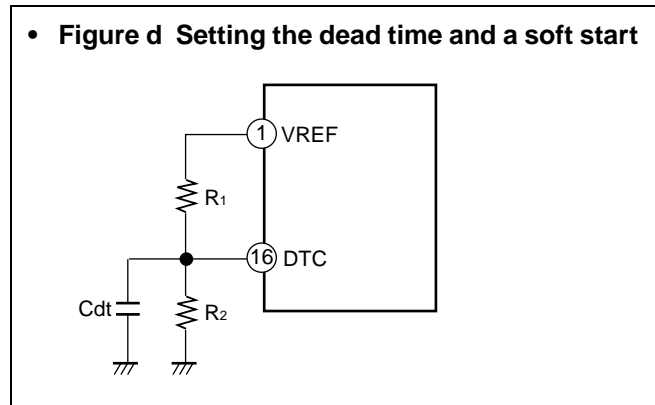 • Figure d Setting the dead time and a soft start
1 VREF
R1
16 DTC
Cdt
R2